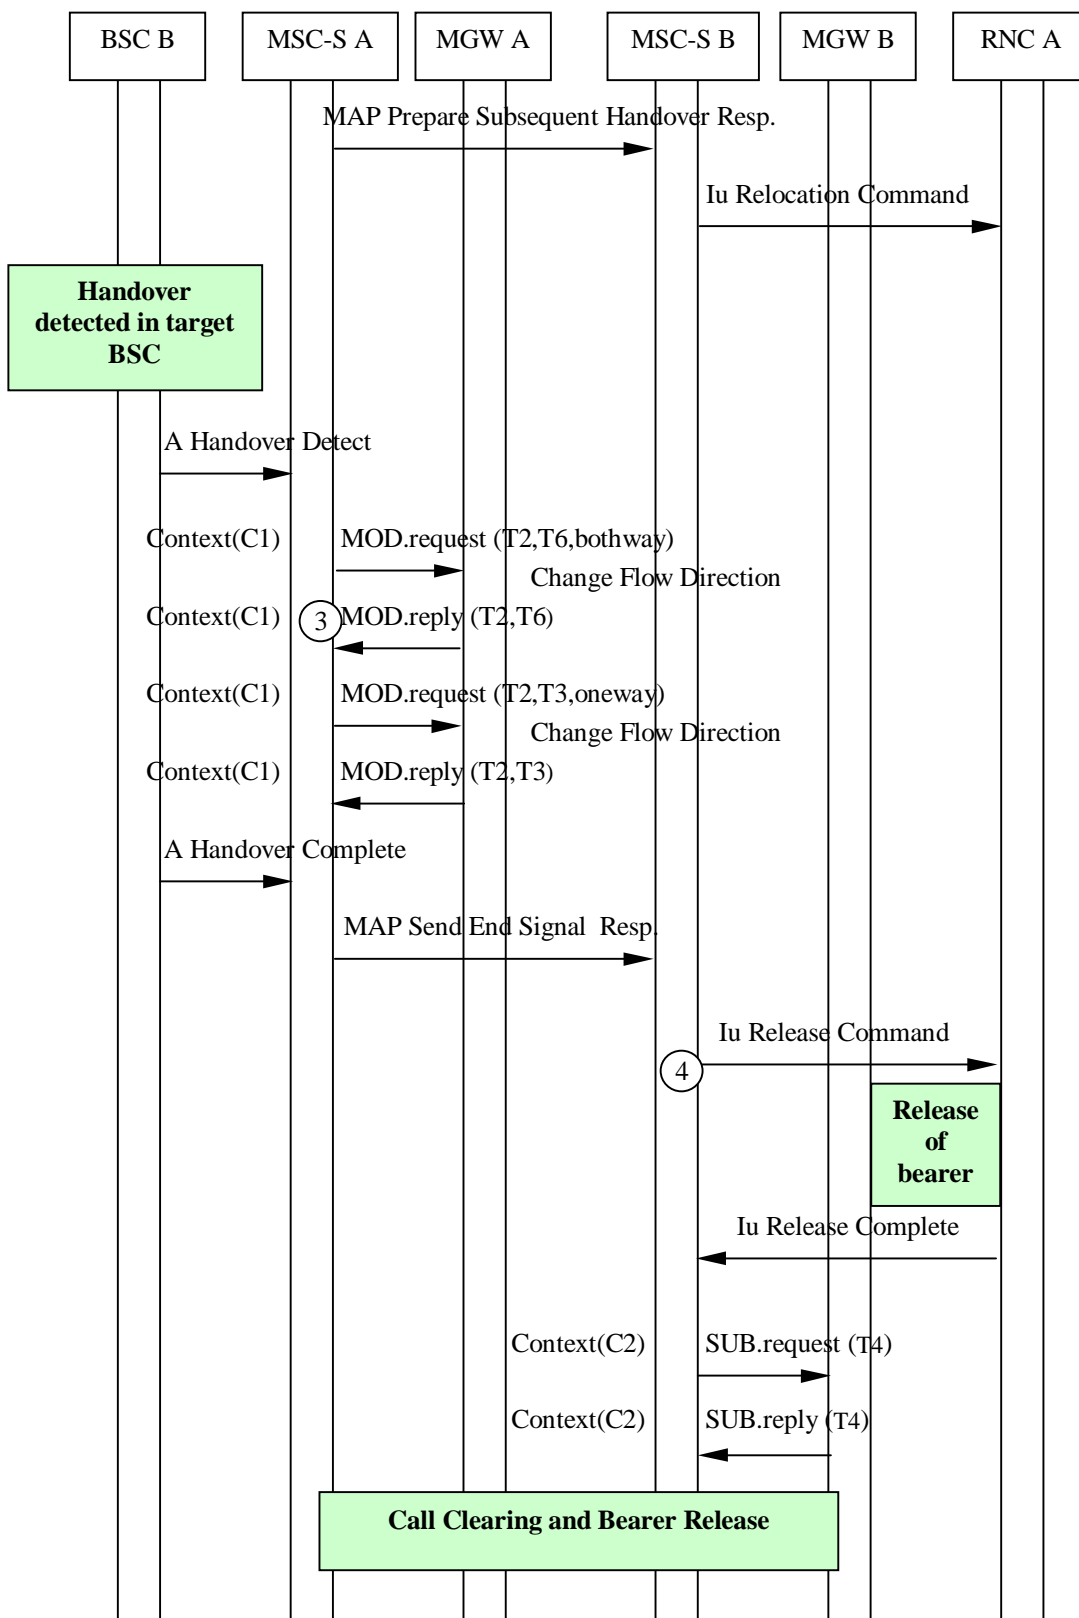 BSC B
MSC-S A
MGW A
MSC-S B
MGW B
RNC A
MAP Prepare Subsequent Handover Resp.
Iu Relocation Command
Handover
detected in target
BSC
A Handover Detect
Context(C1)
MOD.request (T2,T6,bothway)
Change Flow Direction
Context(C1)
3
MOD.reply (T2,T6)
Context(C1)
MOD.request (T2,T3,oneway)
Change Flow Direction
Context(C1)
MOD.reply (T2,T3)
A Handover Complete
MAP Send End Signal Resp.
Iu Release Command
4
Release
of
bearer
Iu Release Complete
Context(C2)
SUB.request (T4)
Context(C2)
SUB.reply (T4)
Call Clearing and Bearer Release